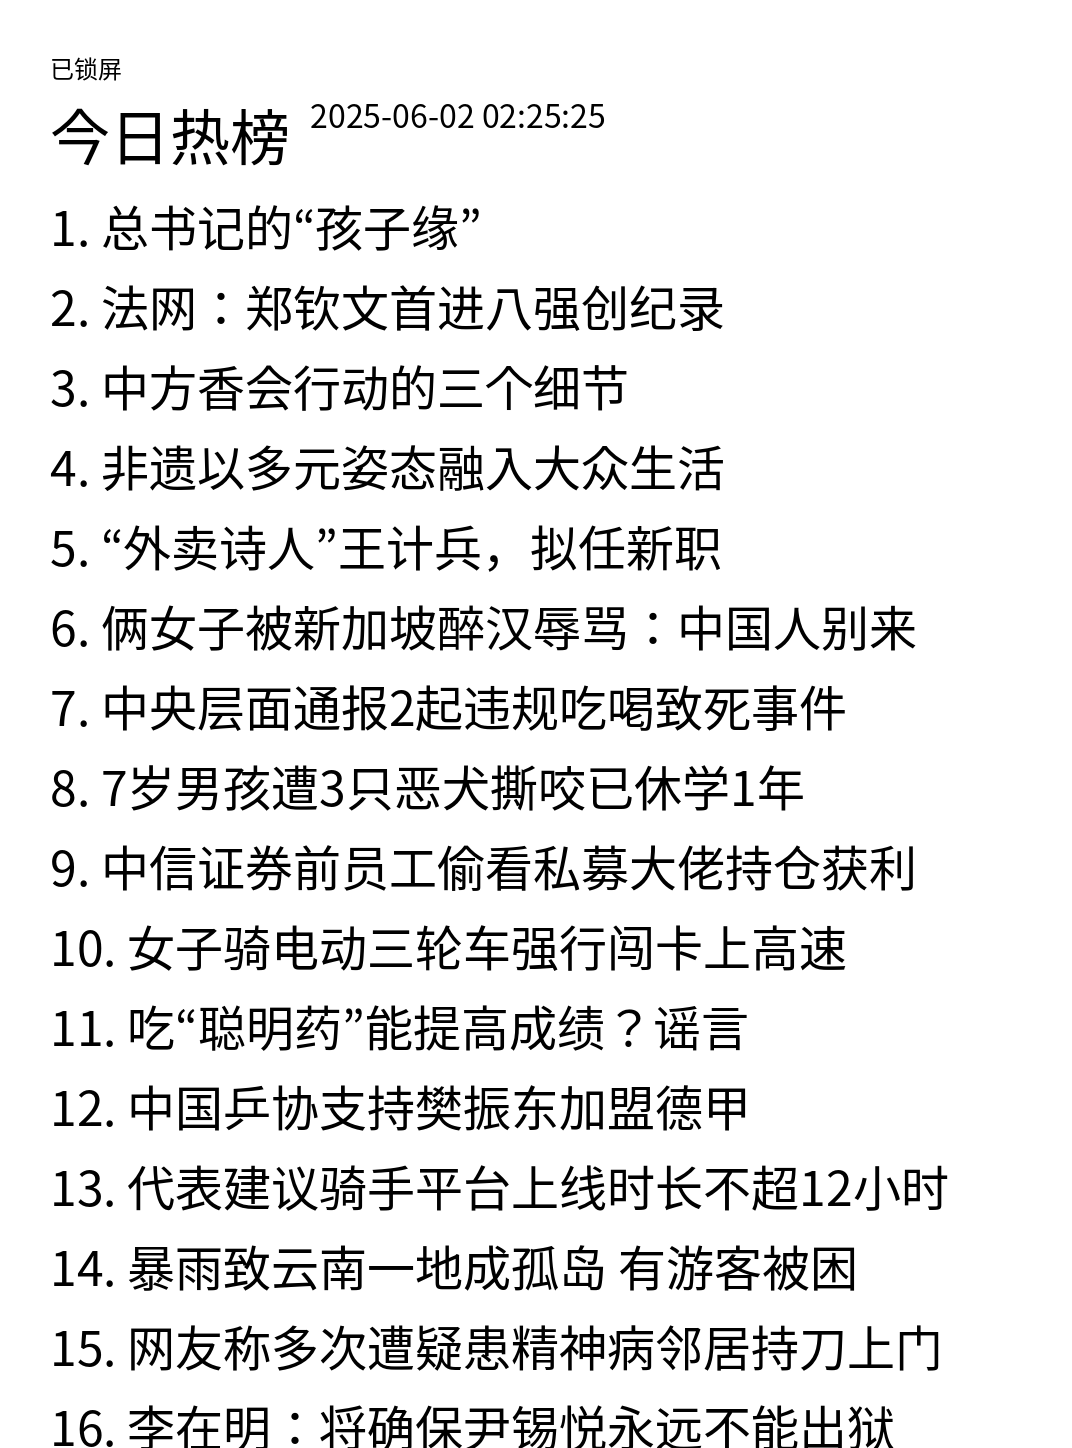 已锁屏
今日热榜 2025-06-02 02:25:25
1. 总书记的“孩子缘”
2. 法网：郑钦文首进八强创纪录
3. 中方香会行动的三个细节
4. 非遗以多元姿态融入大众生活
5. “外卖诗人”王计兵，拟任新职
6. 俩女子被新加坡醉汉辱骂：中国人别来
7. 中央层面通报2起违规吃喝致死事件
8. 7岁男孩遭3只恶犬撕咬已休学1年
9. 中信证券前员工偷看私募大佬持仓获利
10. 女子骑电动三轮车强行闯卡上高速
11. 吃“聪明药”能提高成绩？谣言
12. 中国乒协支持樊振东加盟德甲
13. 代表建议骑手平台上线时长不超12小时
14. 暴雨致云南一地成孤岛 有游客被困
15. 网友称多次遭疑患精神病邻居持刀上门
16. 李在明：将确保尹锡悦永远不能出狱